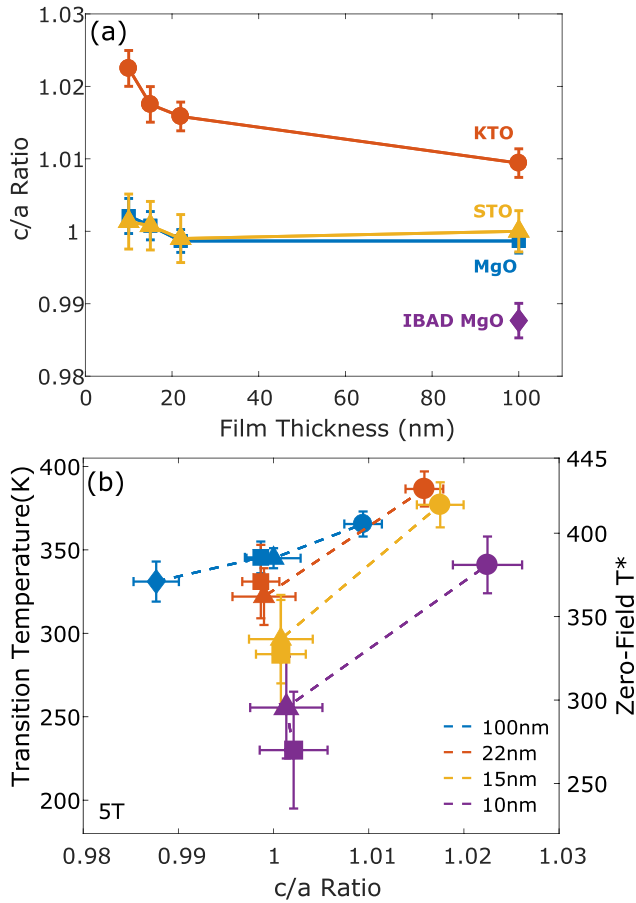 1.03
(a)
1.02
KTO
1.01
STO
1
MgO
0.99
IBAD MgO
0.98
0
20
40
60
80
100
c/a Ratio
Film Thickness (nm)
(b)
400
445
350
400
300
350
250
300
200
250
Transition Temperature(K)
Zero-Field T*
100nm
22nm
15nm
10nm
5T
0.98
0.99
1
1.01
1.02
1.03
c/a Ratio